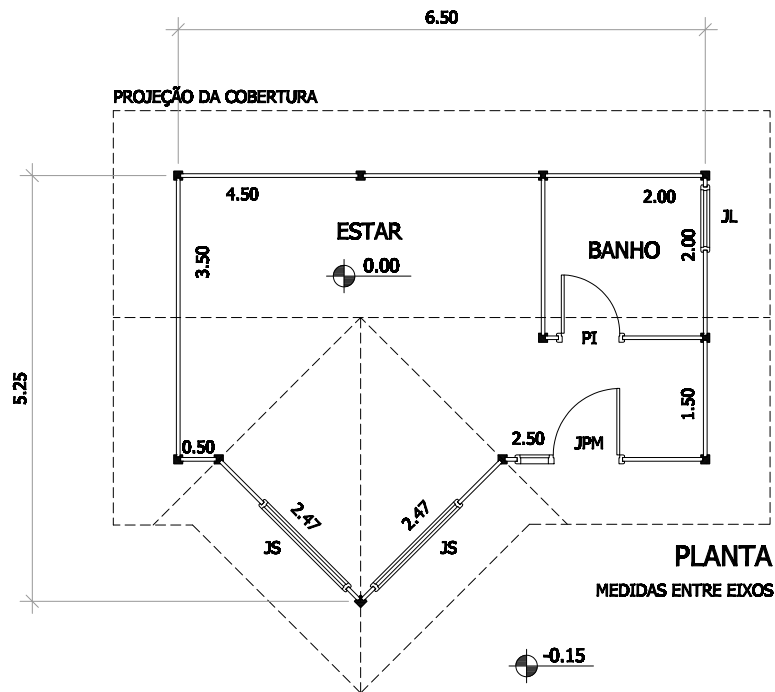 6.50
PROJEÇÃO DA COBERTURA
4.50
2.00
JL
ESTAR
BANHO
2.00
3.50
0.00
PI
5.25
1.50
0.50
2.50
JPM
2.47
2.47
JS
JS
PLANTA
MEDIDAS ENTRE EIXOS
-0.15